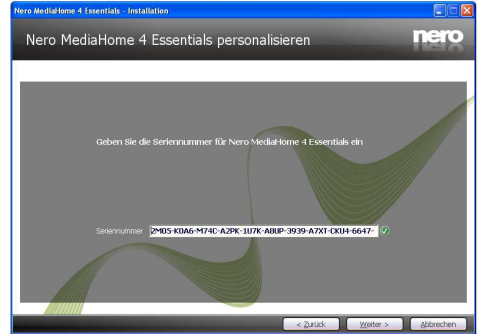 Nero MediaHome 4 Essentials - Installation
Nero MediaHome 4 Essentials personalisieren
nero
Geben Sie die Seriennummer für Nero MediaHome 4 Essentials ein
Seriennummer 2M05-K0A6-M74C-A2PK-1U7K-A8UP-3939-A7XT-CKU4-6647-
< Zurück Weiter > Abbrechen